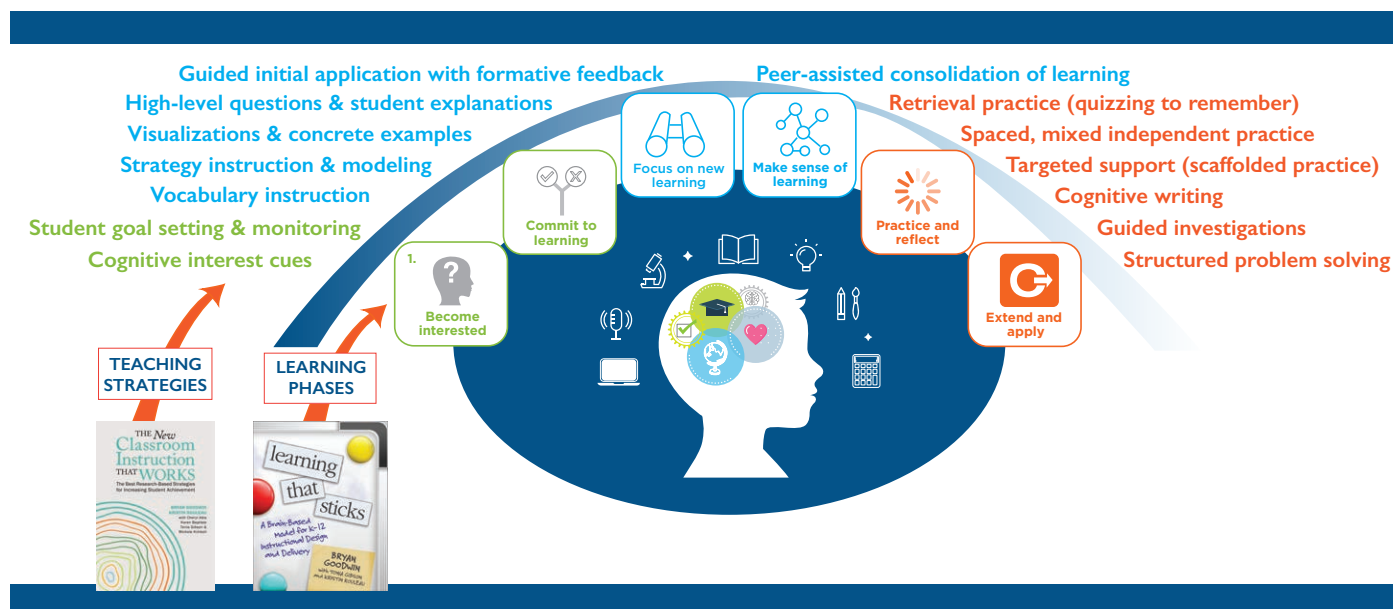 Guided initial application with formative feedback
High-level questions & student explanations
Visualizations & concrete examples
Strategy instruction & modeling
Vocabulary instruction
Student goal setting & monitoring
Cognitive interest cues
Peer-assisted consolidation of learning
Retrieval practice (quizzing to remember)
Spaced, mixed independent practice
Targeted support (scaffolded practice)
Cognitive writing
Guided investigations
Structured problem solving
1.
Become
interested
Commit to
learning
Focus on new
learning
Make sense of
learning
Practice and
reflect
Extend and
apply
?
TEACHING
STRATEGIES
LEARNING
PHASES
THE New
Classroom
Instruction
THAT WORKS
The Best Research-Based Strategies
for Increasing Student Achievement
learning
that
sticks
A Brain-Based
Model for K-12
Instructional Design
and Delivery
BRYAN
GOODWIN